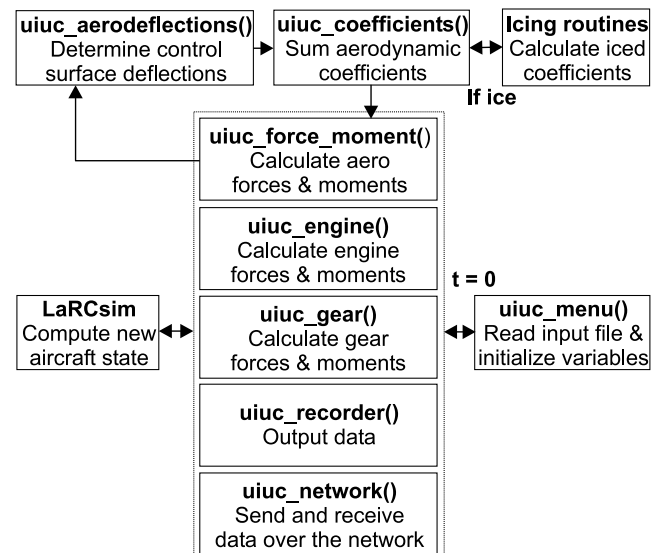 uiuc_aerodeflections()
Determine control
surface deflections
uiuc_coefficients()
Sum aerodynamic
coefficients
Icing routines
Calculate iced
coefficients
If ice
uiuc_force_moment()
Calculate aero
forces & moments
uiuc_engine()
Calculate engine
forces & moments
t = 0
LaRCsim
Compute new
aircraft state
uiuc_gear()
Calculate gear
forces & moments
uiuc_menu()
Read input file &
initialize variables
uiuc_recorder()
Output data
uiuc_network()
Send and receive
data over the network